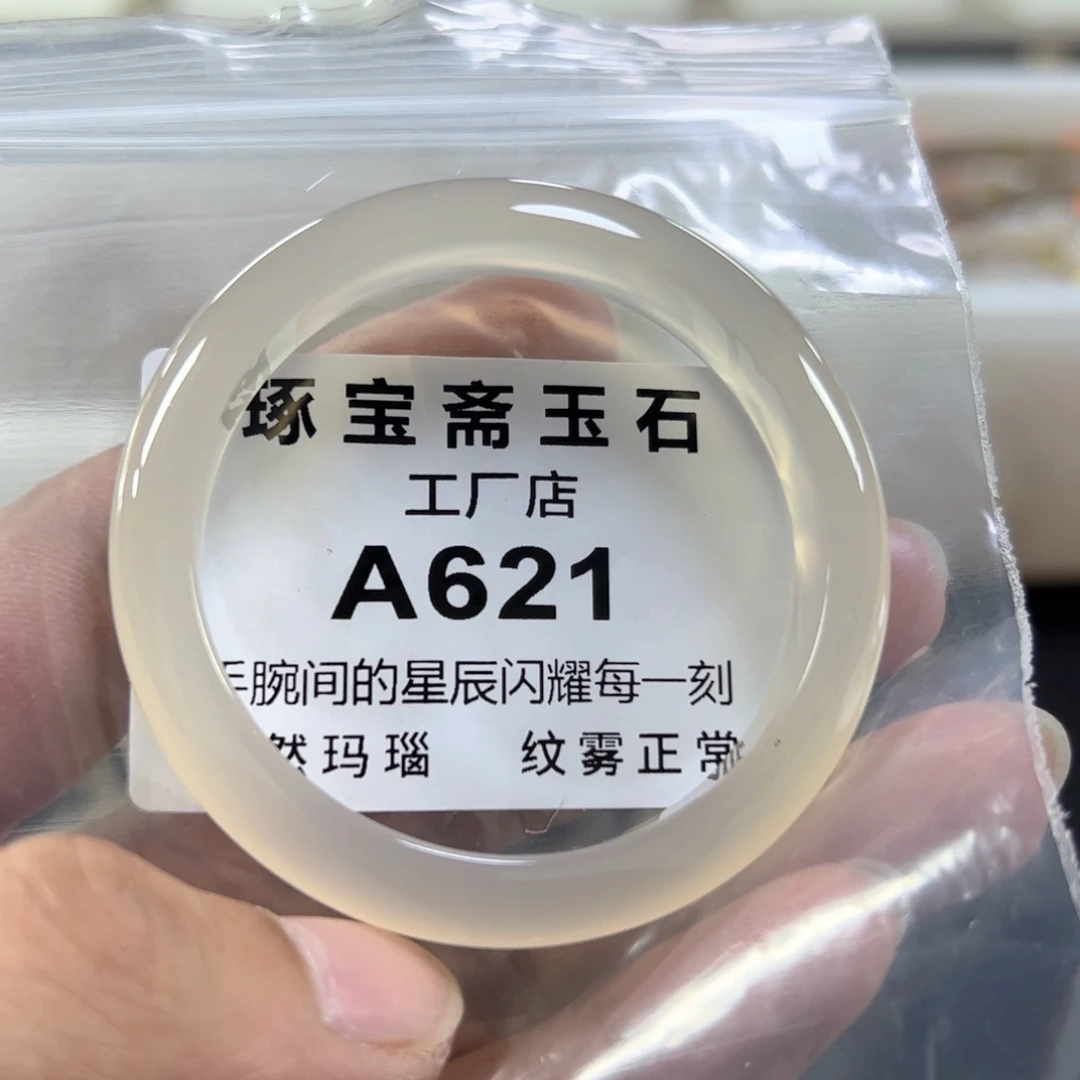 琢宝斋玉石
工厂店
A621
手腕间的星辰闪耀每一刻
然玛瑙 纹雾正常